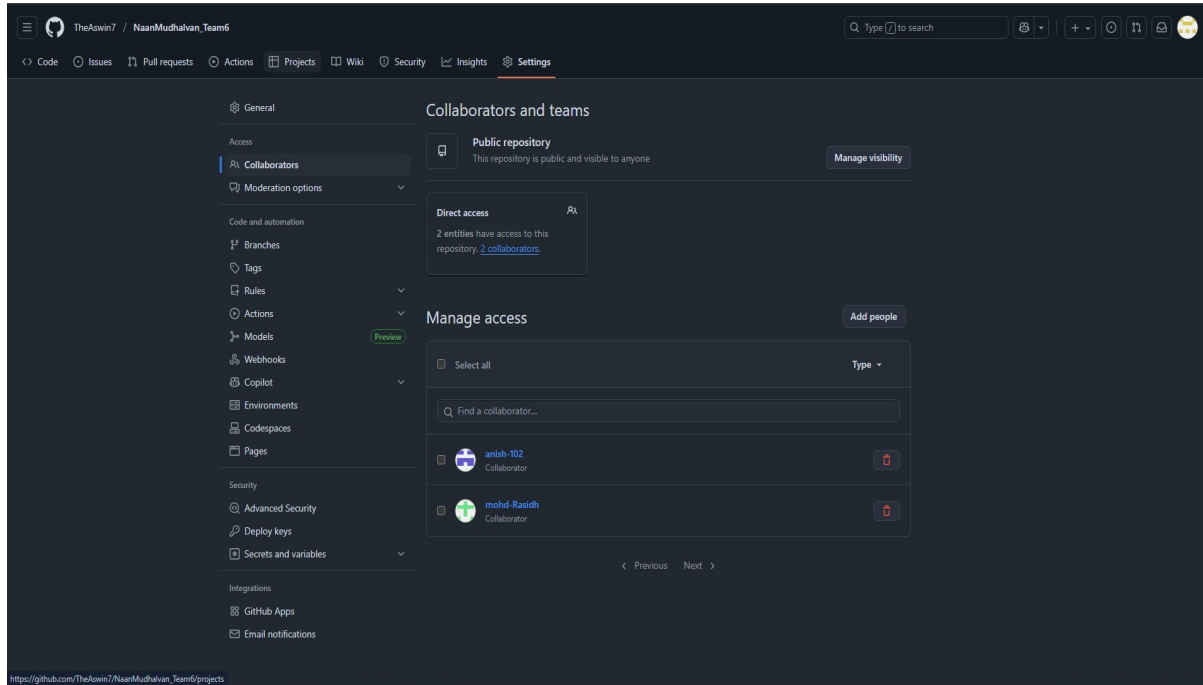 TheAswin7 / NaanMudhalvan_Team6
Type / to search
Code Issues Pull requests Actions Projects Wiki Security Insights Settings
General
Access
Collaborators
Moderation options
Code and automation
Branches
Tags
Rules
Actions
Models Preview
Webhooks
Copilot
Environments
Codespaces
Pages
Security
Advanced Security
Deploy keys
Secrets and variables
Integrations
GitHub Apps
Email notifications
Collaborators and teams
Public repository
This repository is public and visible to anyone
Manage visibility
Direct access
2 entities have access to this
repository. 2 collaborators.
Manage access
Add people
Select all
Type
Find a collaborator...
anish-102
Collaborator
mohd-Rasidh
Collaborator
Previous Next
https://github.com/TheAswin7/NaanMudhalvan_Team6/projects